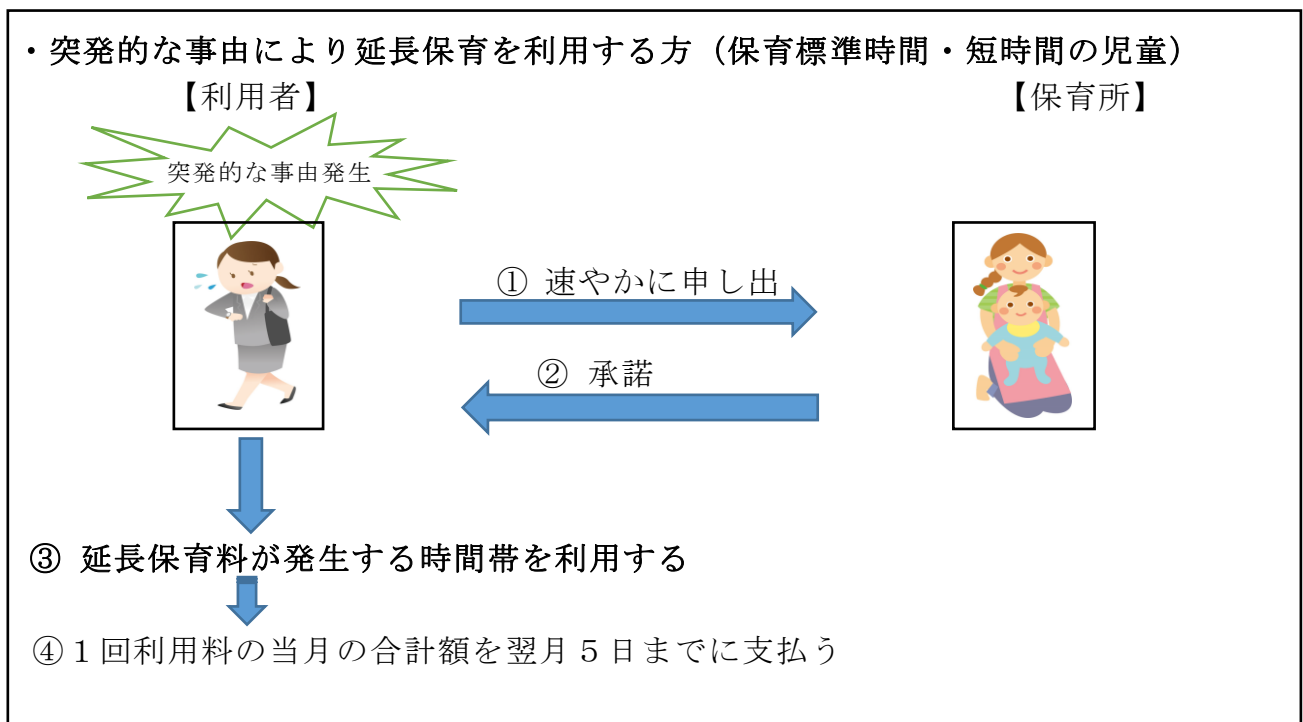 ・突発的な事由により延長保育を利用する方（保育標準時間・短時間の児童）
【利用者】
【保育所】
突発的な事由発生
① 速やかに申し出
② 承諾
③ 延長保育料が発生する時間帯を利用する
④１回利用料の当月の合計額を翌月５日までに支払う